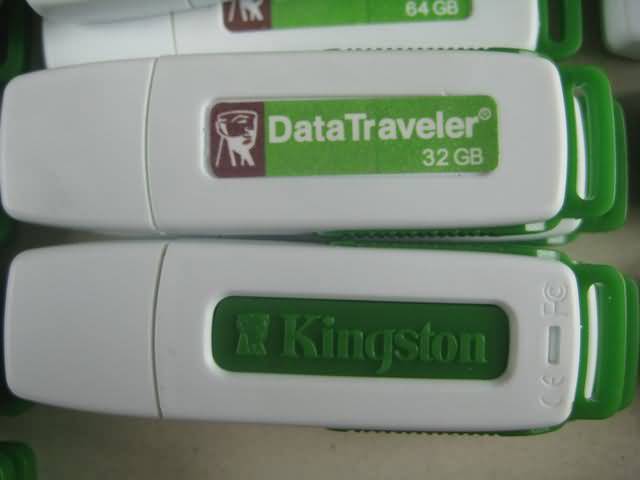 64 GB
DataTraveler®
32 GB
Kingston
CE FC